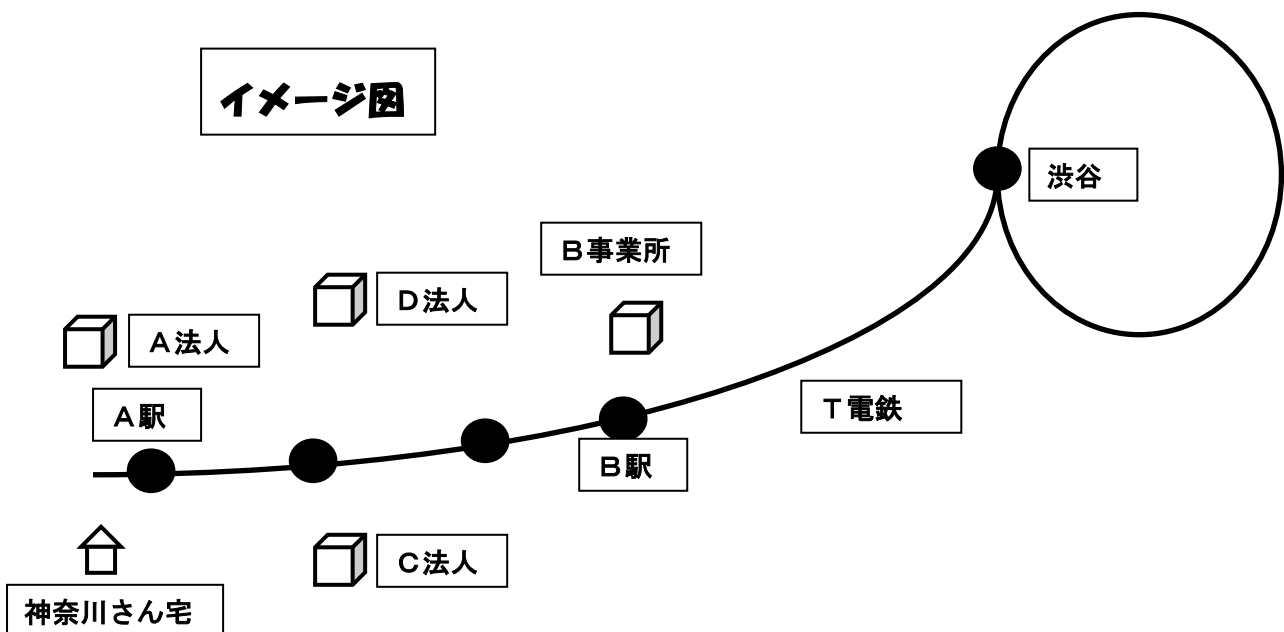 イメージ図
渋谷
Ｂ事業所
Ｄ法人
Ａ法人
Ａ駅
Ｔ電鉄
Ｂ駅
Ｃ法人
神奈川さん宅